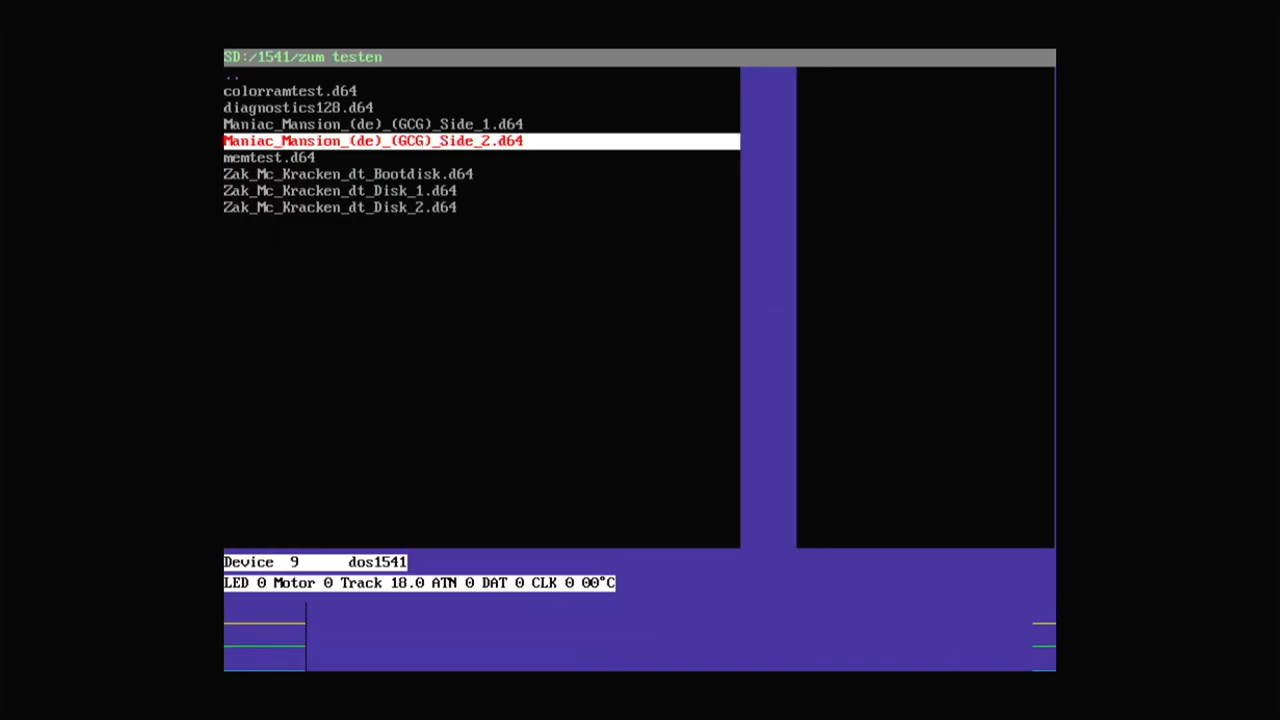 SD:/1541/zum testen
..
colorramtest.d64
diagnostics128.d64
Maniac_Mansion_(de)_(GCG)_Side_1.d64
Maniac_Mansion_(de)_(GCG)_Side_2.d64
memtest.d64
Zak_Mc_Kracken_dt_Bootdisk.d64
Zak_Mc_Kracken_dt_Disk_1.d64
Zak_Mc_Kracken_dt_Disk_2.d64
Device 9 dos1541
LED 0 Motor 0 Track 18.0 ATN 0 DAT 0 CLK 0 00°C